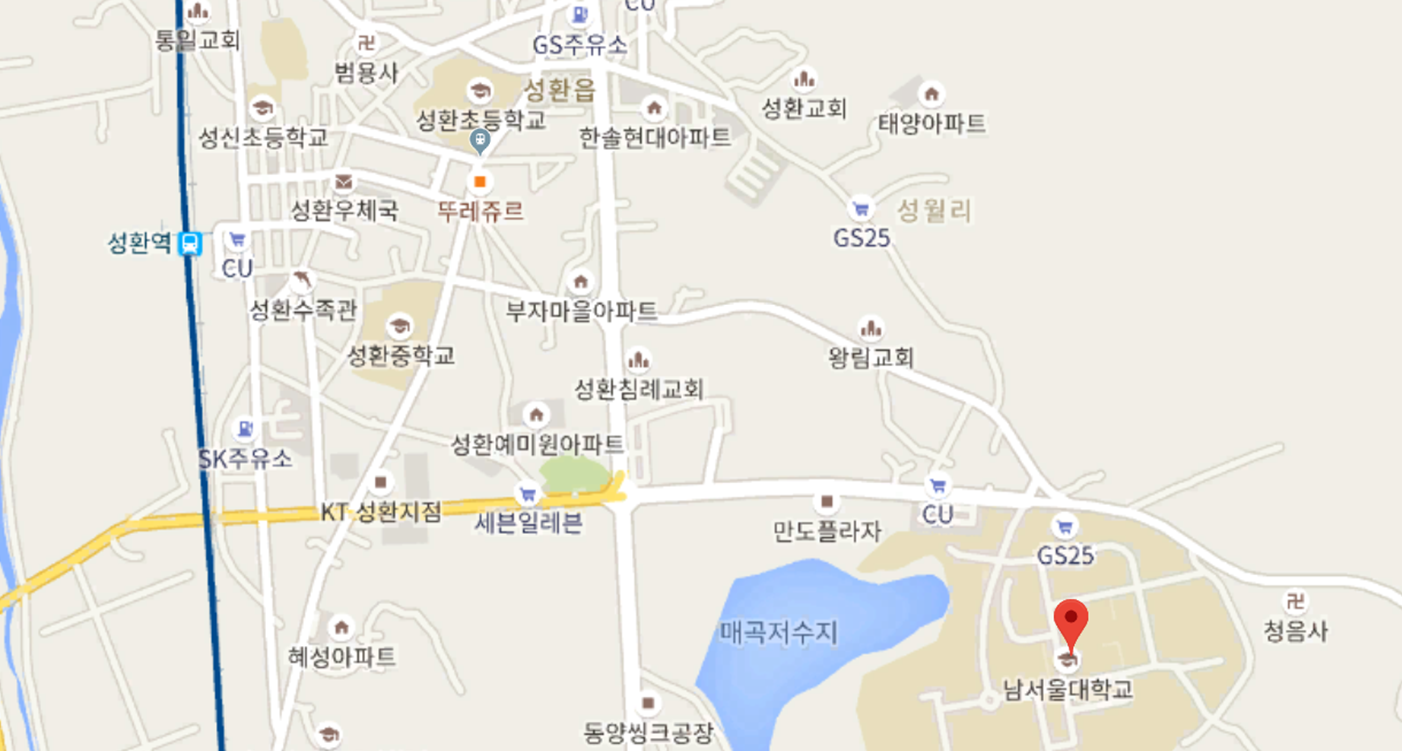 CU
통일교회
GS주유소
범용사
성환읍
성환교회
성환초등학교
태양아파트
성신초등학교
한솔현대아파트
성환우체국
뚜레쥬르
성월리
GS25
성환역
CU
성환수족관
부자마을아파트
성환중학교
왕림교회
성환침례교회
성환예미원아파트
SK주유소
KT 성환지점
세븐일레븐
만도플라자
CU
GS25
매곡저수지
청음사
혜성아파트
남서울대학교
동양씽크공장